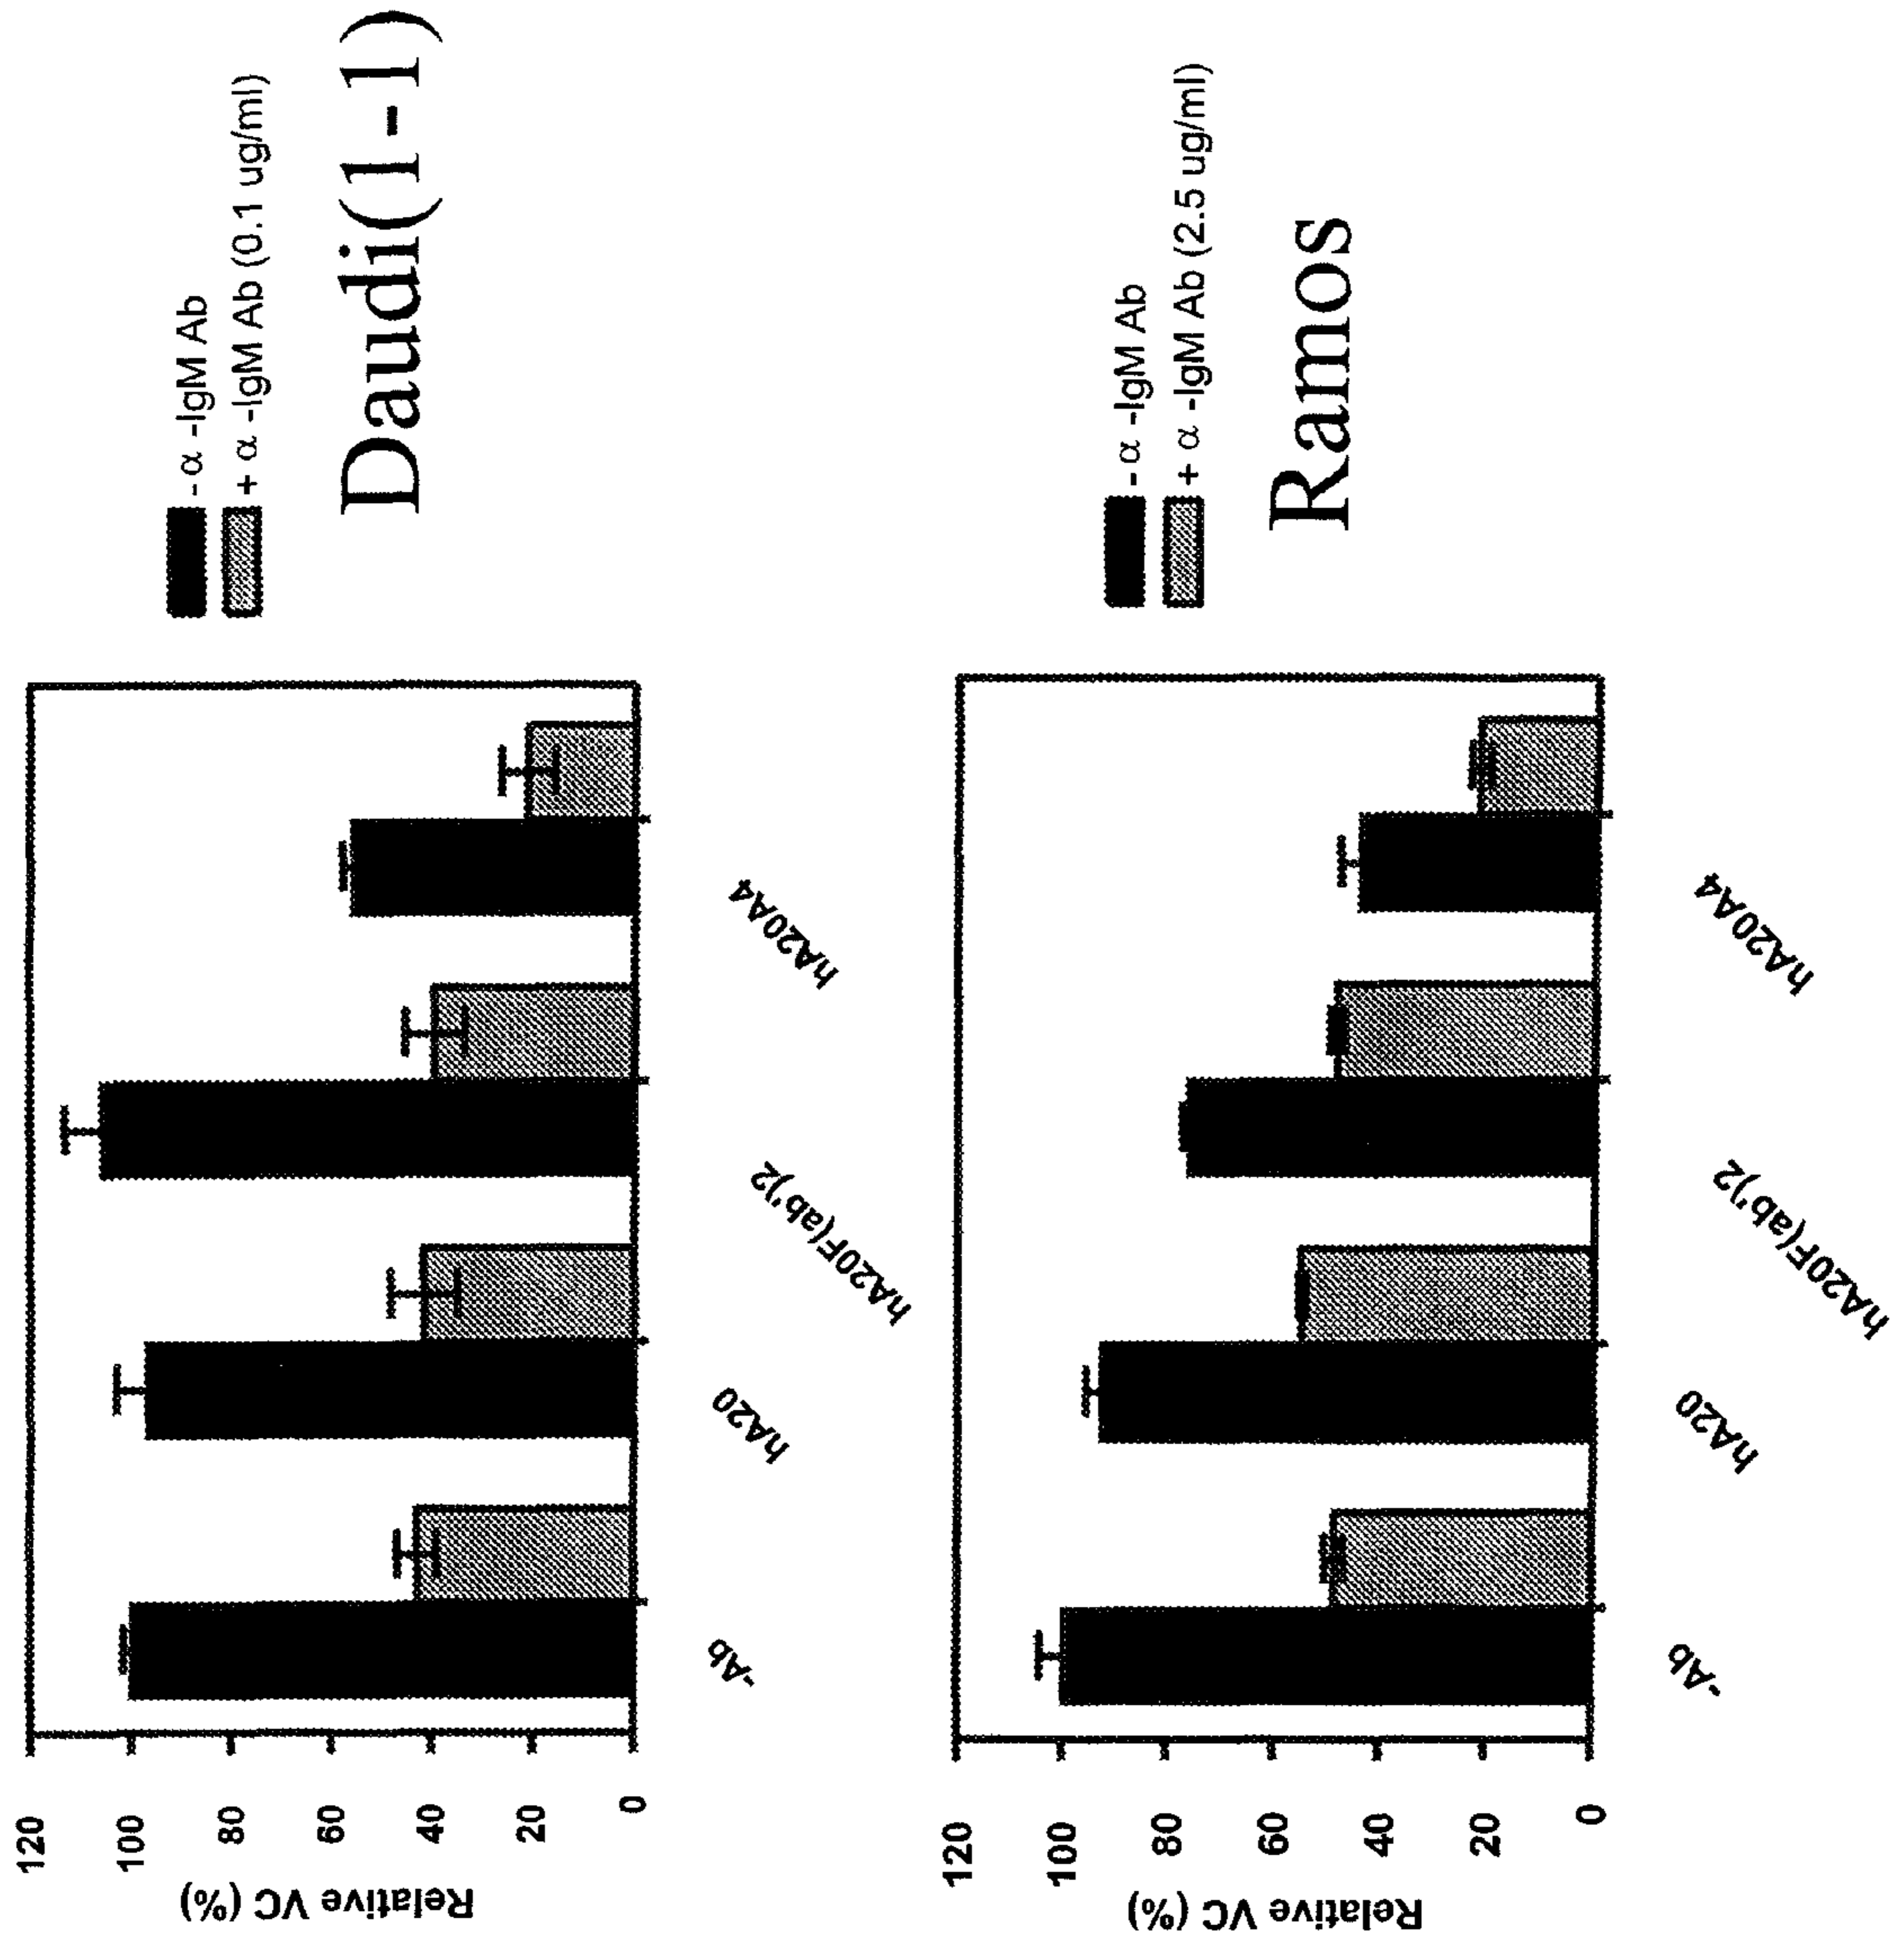 Relative VC (%)
120
100
80
60
40
20
0
-Ab
hA20
hA20F(ab')2
hA20A4
- α -IgM Ab
+ α -IgM Ab (0.1 ug/ml)
Daudi(1-1)
Relative VC (%)
120
100
80
60
40
20
0
-Ab
hA20
hA20F(ab')2
hA20A4
- α -IgM Ab
+ α -IgM Ab (2.5 ug/ml)
Ramos